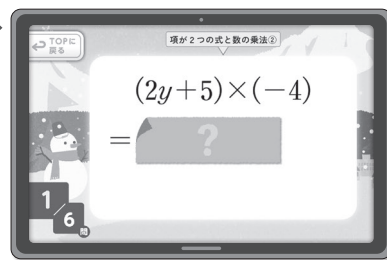 TOPに
戻る
項が2つの式と数の乗法②
(2y+5)×(−4)
=
?
1/6問